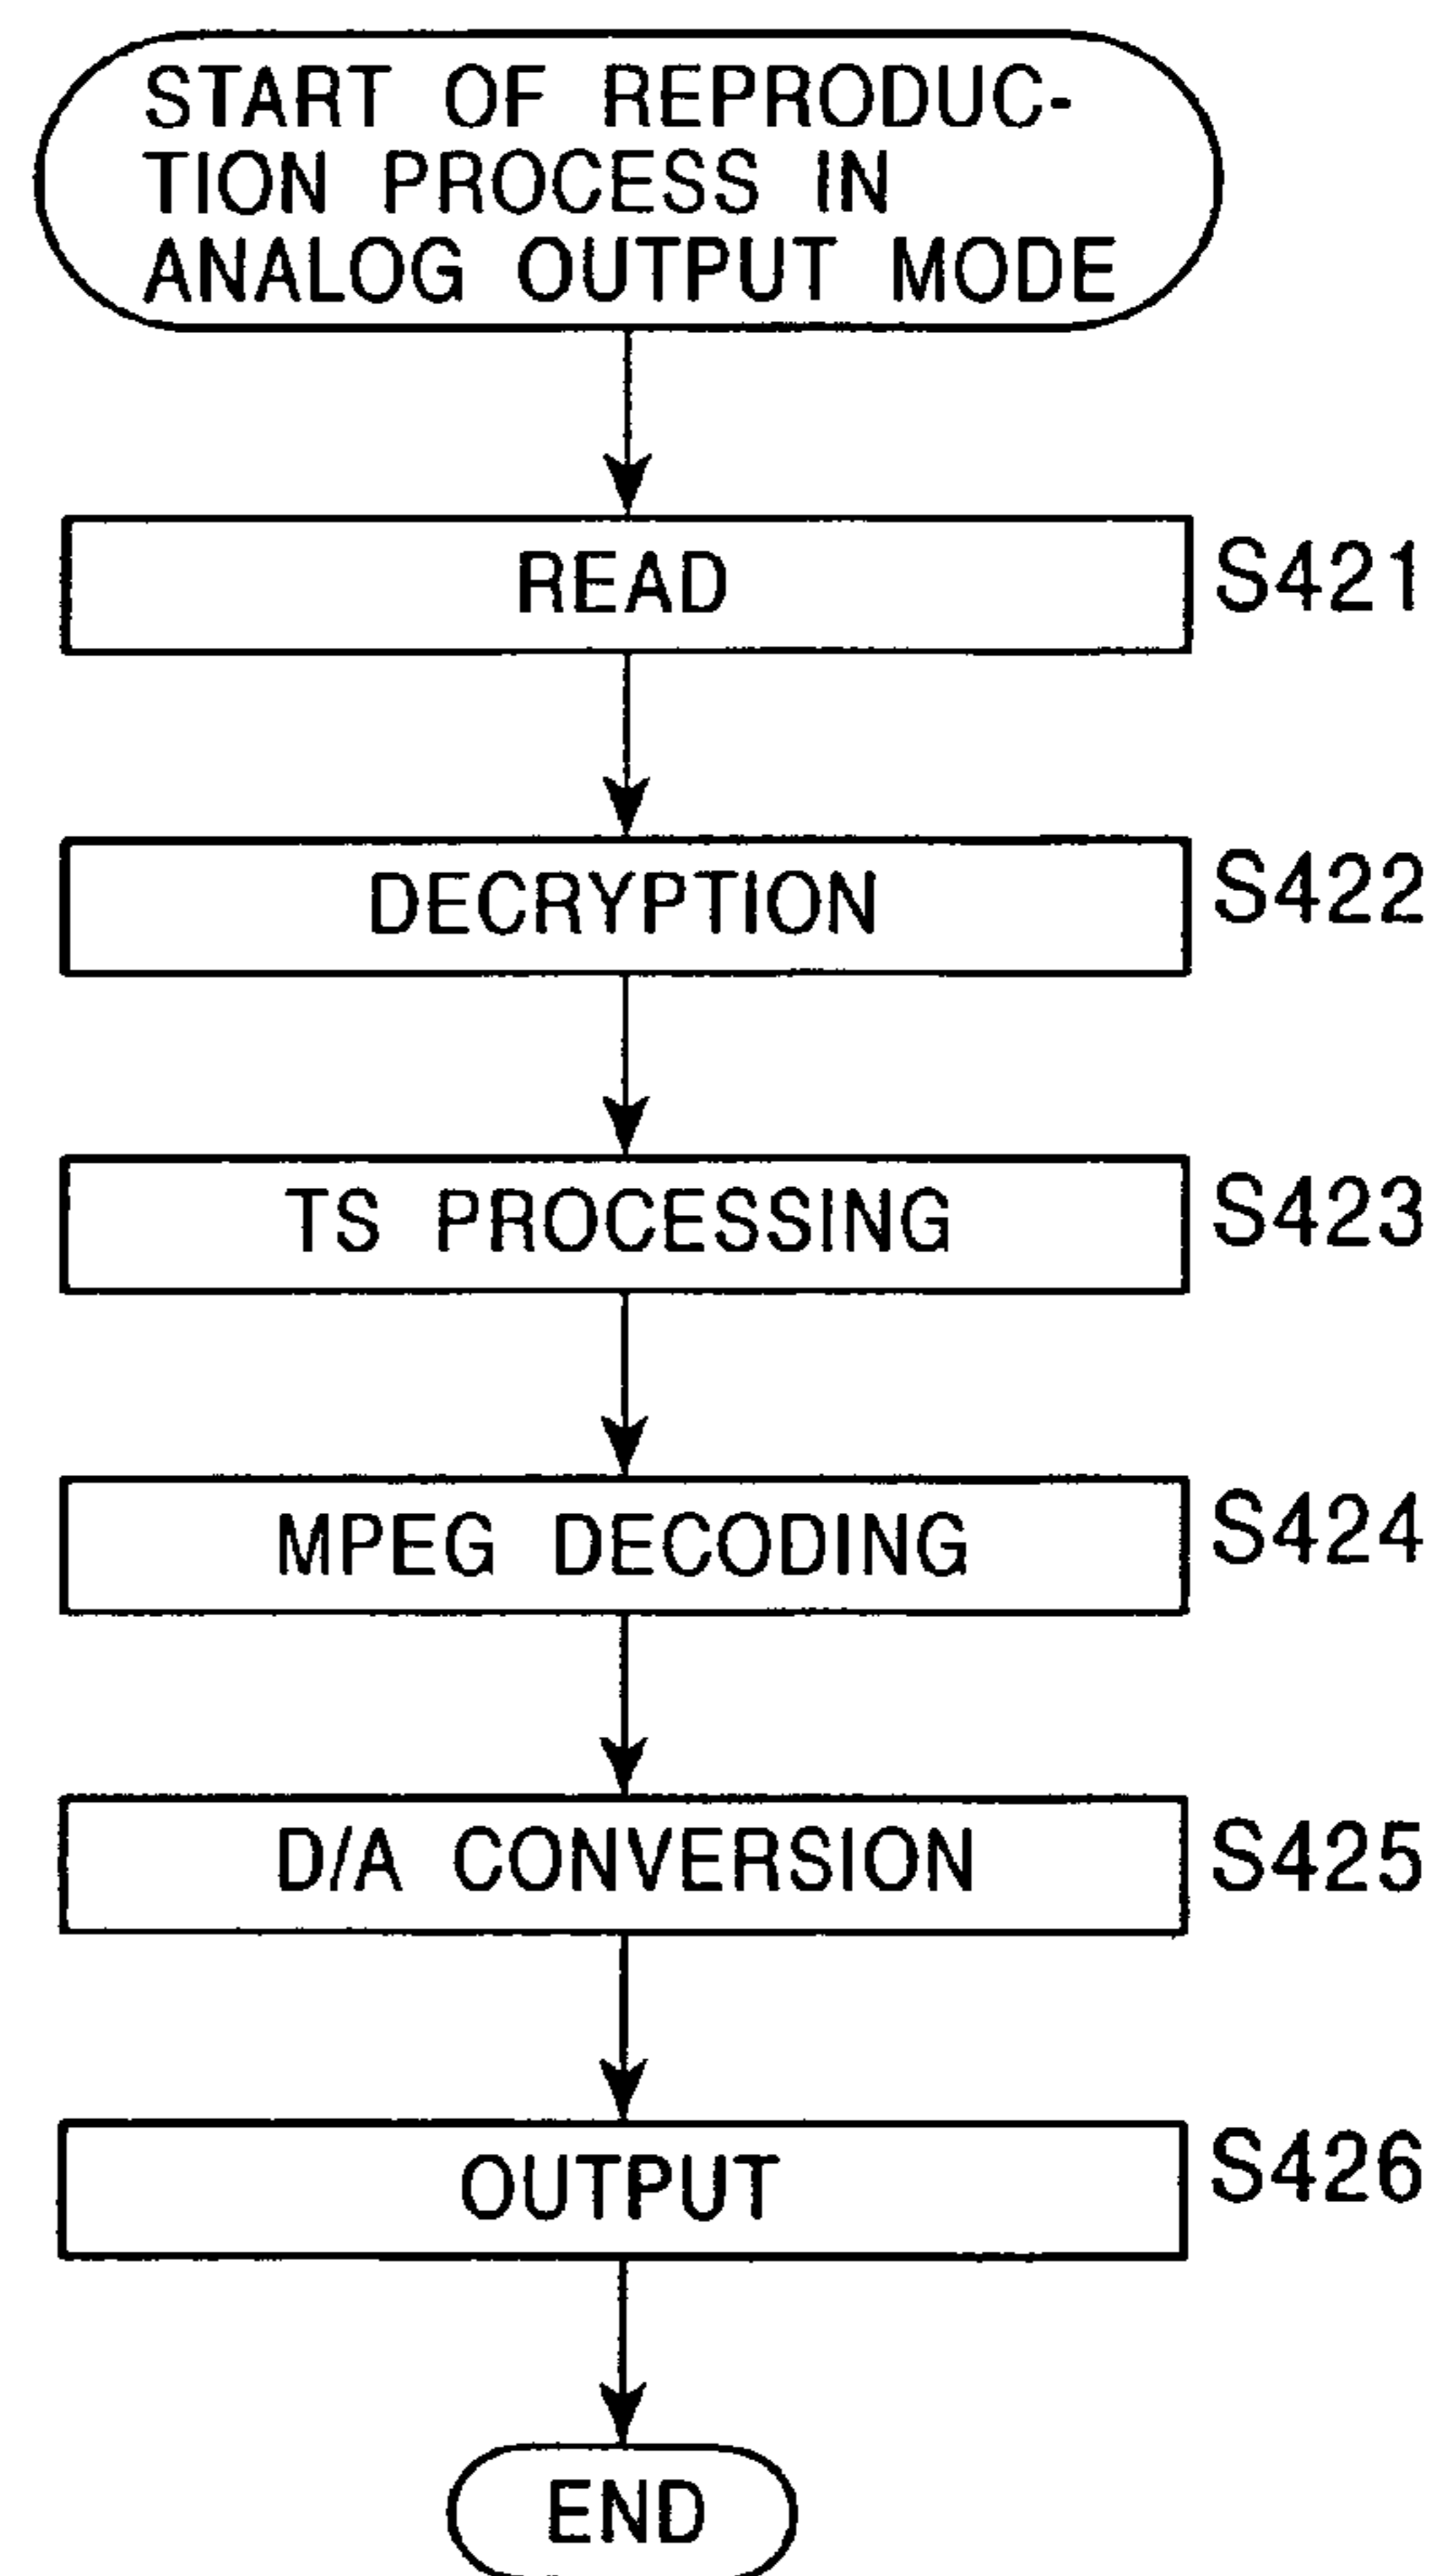 START OF REPRODUC-
TION PROCESS IN
ANALOG OUTPUT MODE
READ
S421
DECRYPTION
S422
TS PROCESSING
S423
MPEG DECODING
S424
D/A CONVERSION
S425
OUTPUT
S426
END